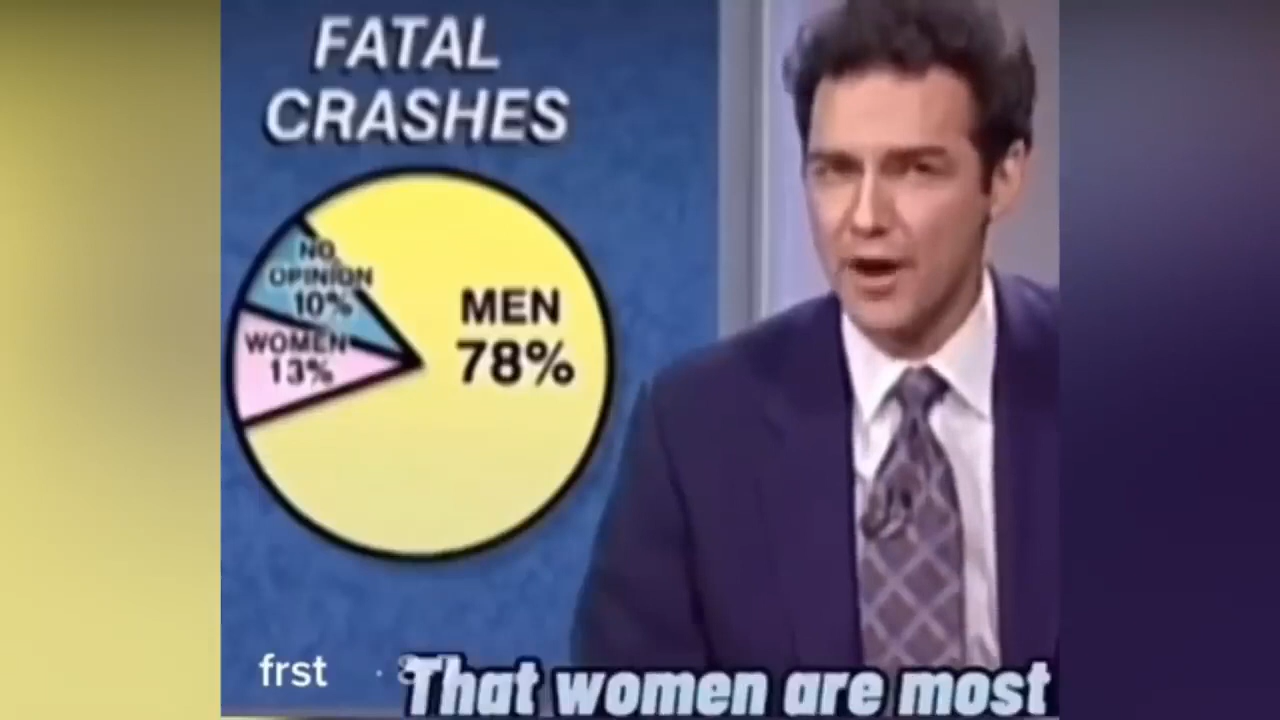 FATAL
CRASHES
NO
OPINION
10%
WOMEN
13%
MEN
78%
frst
That women are most